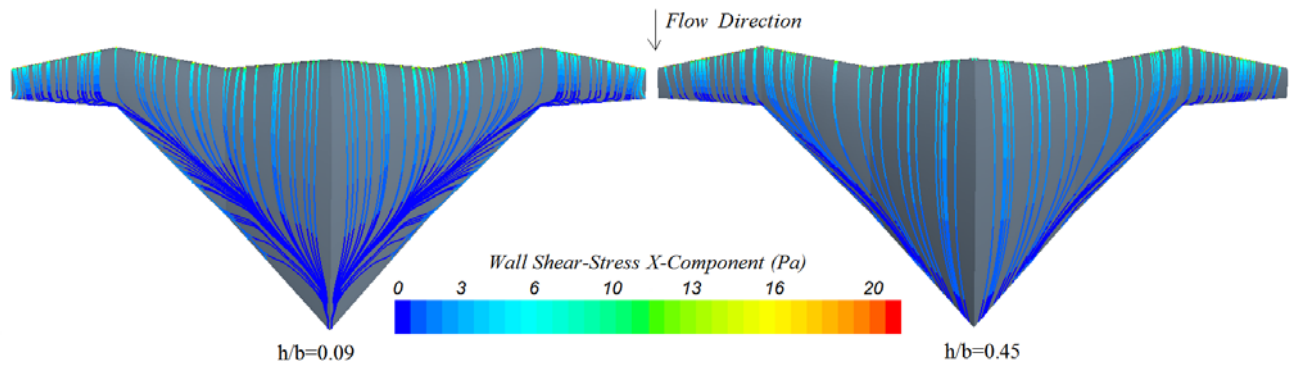 Flow Direction
Wall Shear-Stress X-Component (Pa)
0 3 6 10 13 16 20
h/b=0.09
h/b=0.45